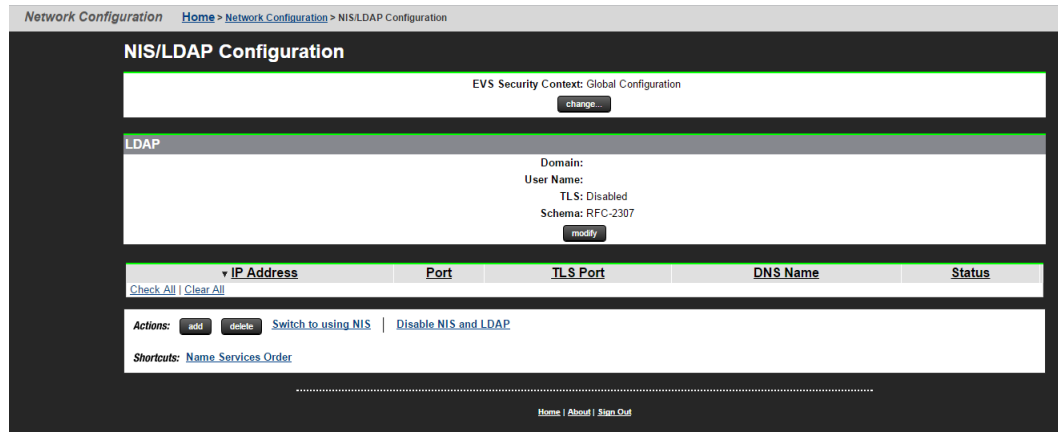 Network Configuration Home > Network Configuration > NIS/LDAP Configuration
NIS/LDAP Configuration
EVS Security Context: Global Configuration
change...
LDAP
Domain:
User Name:
TLS: Disabled
Schema: RFC-2307
modify
▼ IP Address Port TLS Port DNS Name Status
Check All | Clear All
Actions: add delete Switch to using NIS | Disable NIS and LDAP
Shortcuts: Name Services Order
Home | About | Sign Out